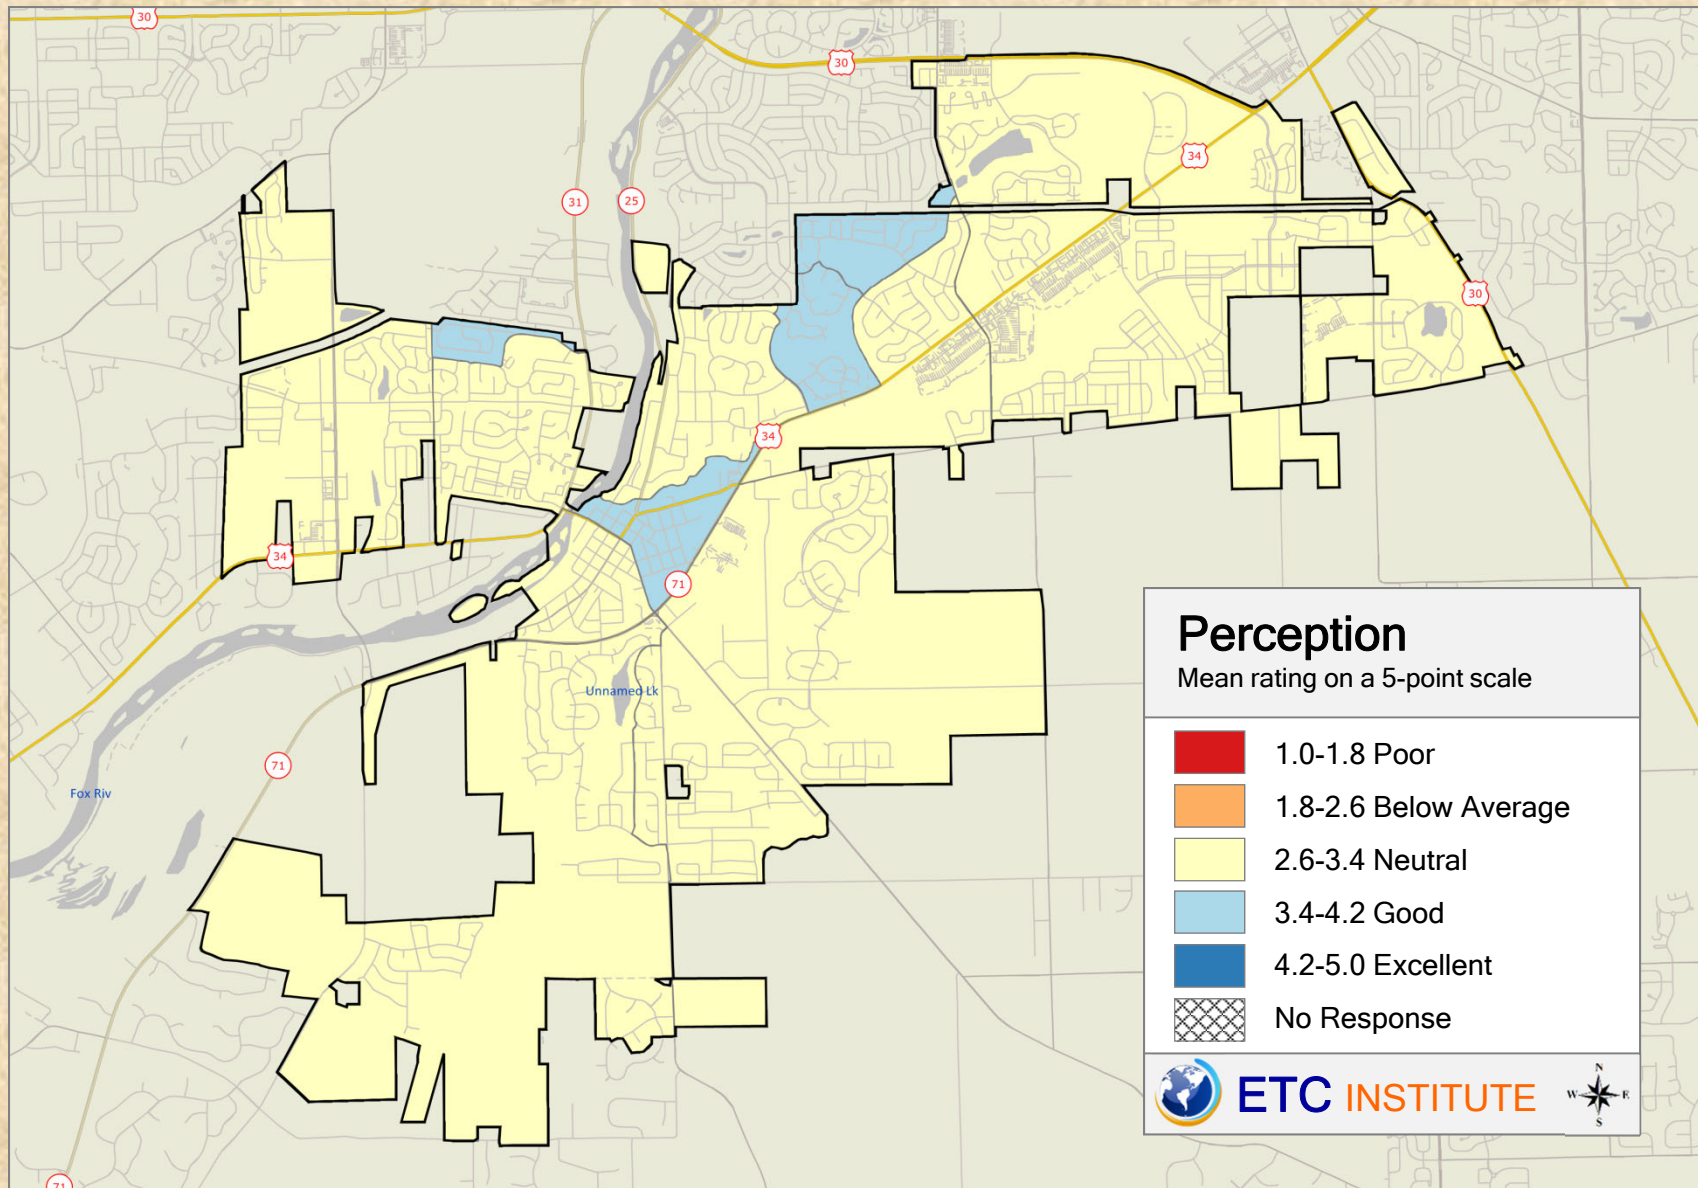 30
30
34
31
25
30
34
34
71
Unnamed Lk
71
Fox Riv
71
Perception
Mean rating on a 5-point scale
1.0-1.8 Poor
1.8-2.6 Below Average
2.6-3.4 Neutral
3.4-4.2 Good
4.2-5.0 Excellent
No Response
ETC INSTITUTE
N
W E
S